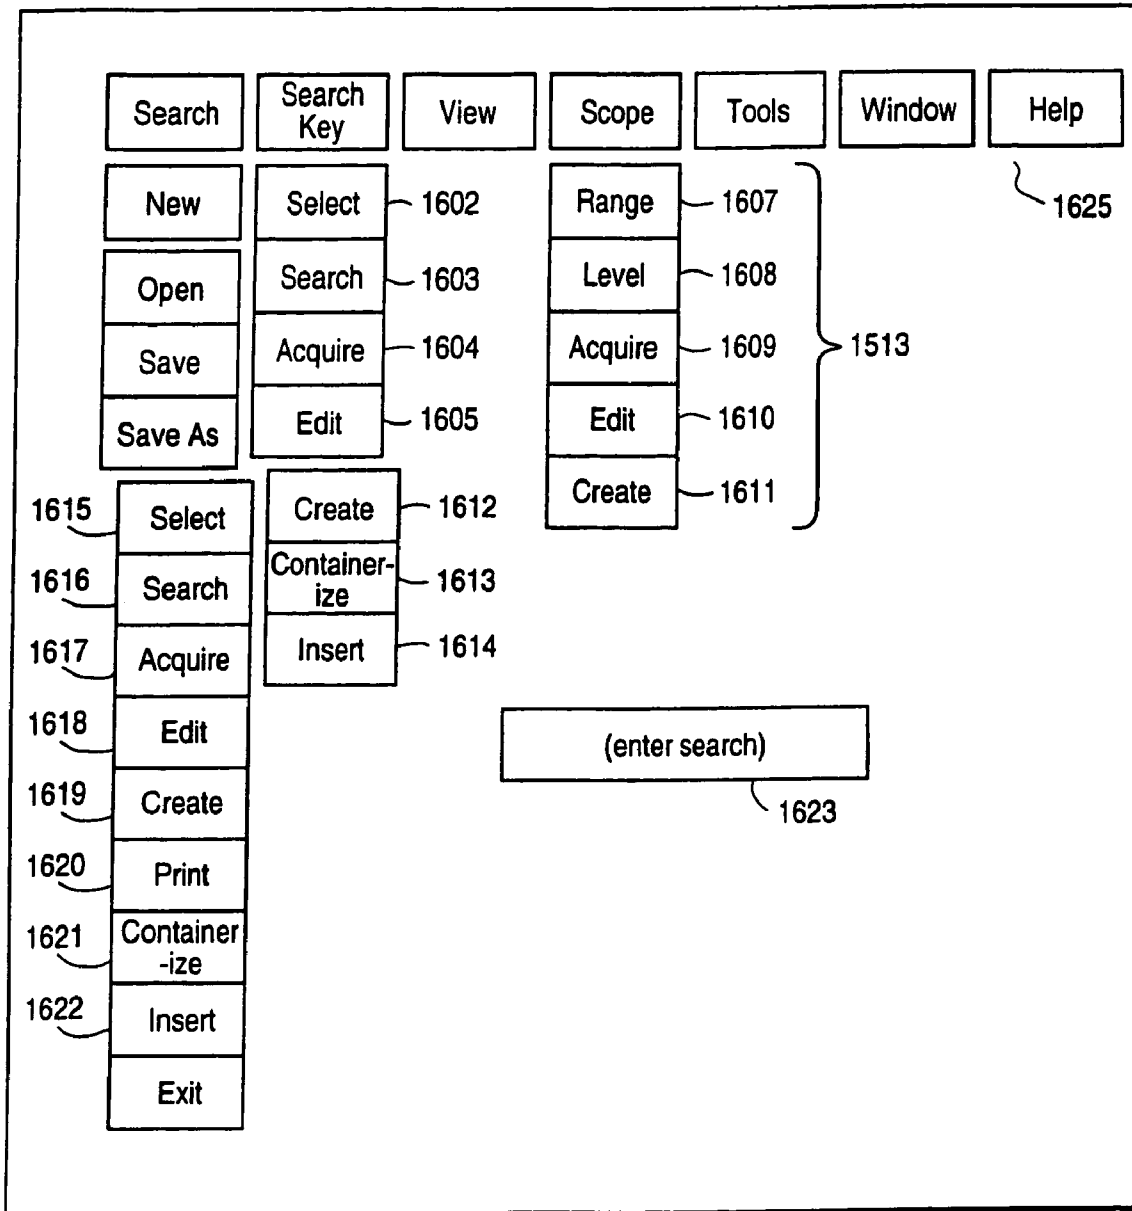 Search
Search
Key
View
Scope
Tools
Window
Help
1625
New
Open
Save
Save As
Select 1602
Search 1603
Acquire 1604
Edit 1605
Range 1607
Level 1608
Acquire 1609
Edit 1610
Create 1611
1513
1615 Select
1616 Search
1617 Acquire
1618 Edit
1619 Create
1620 Print
1621 Container
-ize
1622 Insert
Exit
Create 1612
Container-
ize 1613
Insert 1614
(enter search)
1623